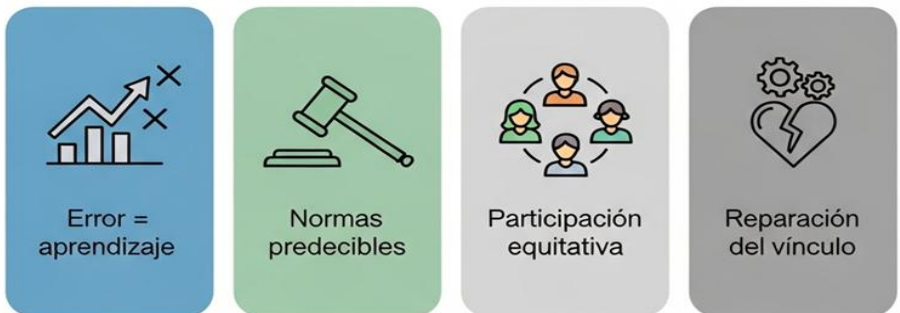 Error =
aprendizaje
Normas
predecibles
Participación
equitativa
Reparación
del vínculo